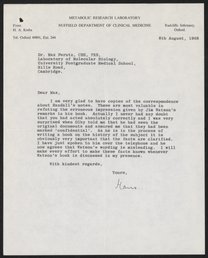 METABOLIC RESEARCH LABORATORY
NUFFIELD DEPARTMENT OF CLINICAL MEDICINE,
From
H. A. Krebs
Radcliffe Infirmary,
Oxford.
Tel. Oxford 49891, Ext.
8th August, 1968
Dr. Max Perutz, CBE, FRS,
Laboratory of Molecular Biology,
University Postgraduate Medical School,
Hills Road,
Cambridge.
Dear Max,
I am very glad to have copies of the correspondence
about Randall's notes. These are most valuable in
refuting the erroneous impression given by Jim Watson's
remarks in his book. Actually I never had any doubt
that you had acted absolutely correctly and I was very
surprised when Olby told me that he had seen the
original documents and assured me that they had been
marked "confidential". As he is in the process of
writing a book on the history of the subject it is
obviously very important that the facts are clarified.
I have just spoken to him over the telephone and he
now agrees that Watson's wording is misleading. I will
make every effort to make these facts known whenever
Watson's book is discussed in my presence.
With kindest regards,
Yours,
Hans